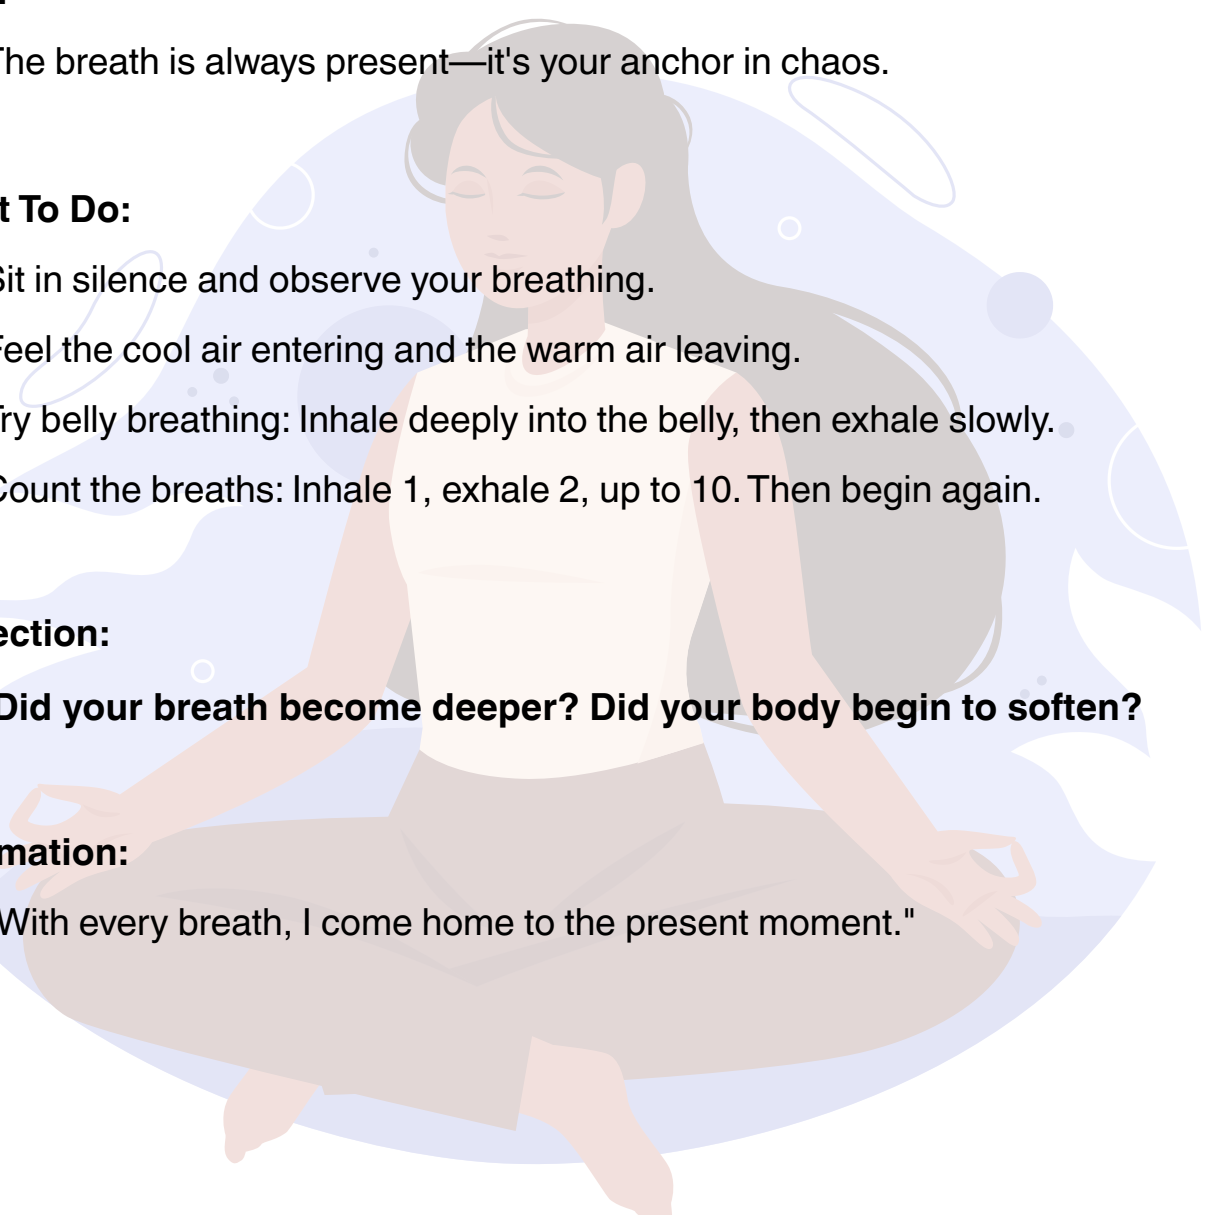 The breath is always present—it's your anchor in chaos.
t To Do:
Sit in silence and observe your breathing.
Feel the cool air entering and the warm air leaving.
Try belly breathing: Inhale deeply into the belly, then exhale slowly.
Count the breaths: Inhale 1, exhale 2, up to 10. Then begin again.
ection:
Did your breath become deeper? Did your body begin to soften?
mation:
With every breath, I come home to the present moment."